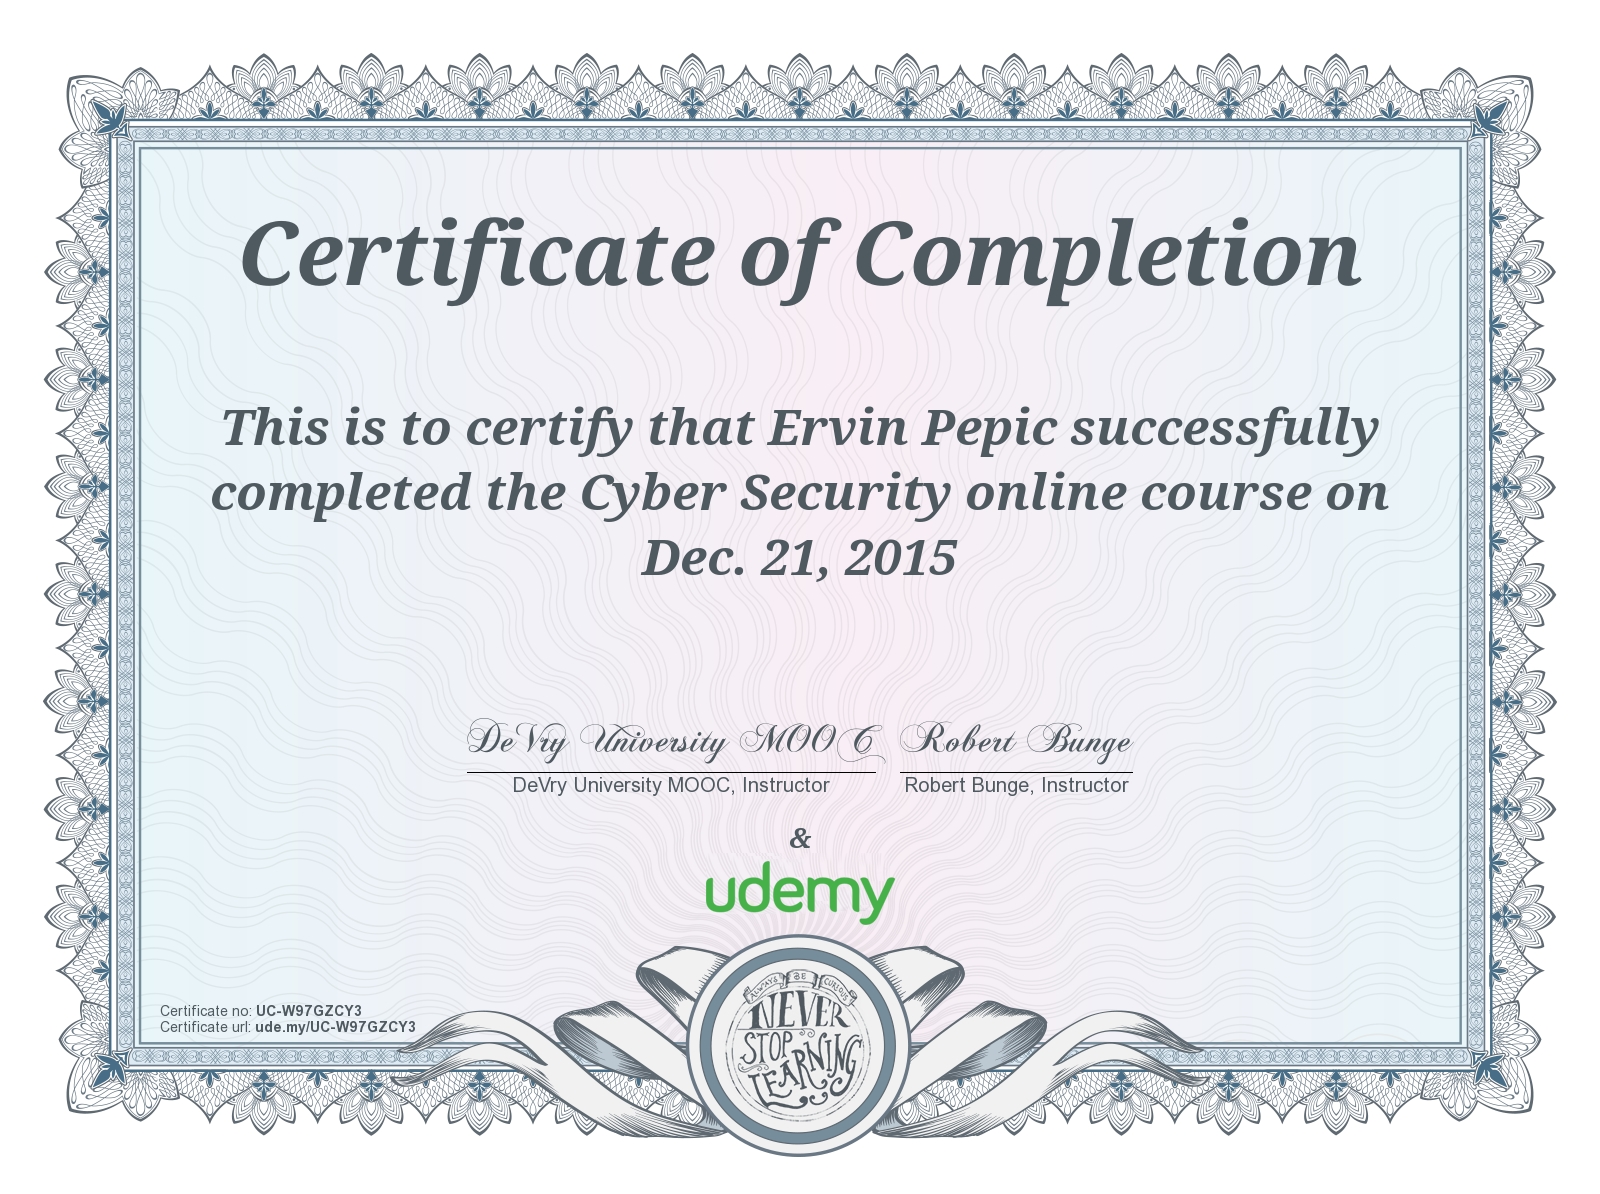 Certificate of Completion
This is to certify that Ervin Pepic successfully
completed the Cyber Security online course on
Dec. 21, 2015
DeVry University MOOC Robert Bunge
DeVry University MOOC, Instructor Robert Bunge, Instructor
&
udemy
Certificate no: UC-W97GZCY3
Certificate url: ude.my/UC-W97GZCY3
ALWAYS BE CURIOUS
NEVER
STOP
LEARNING